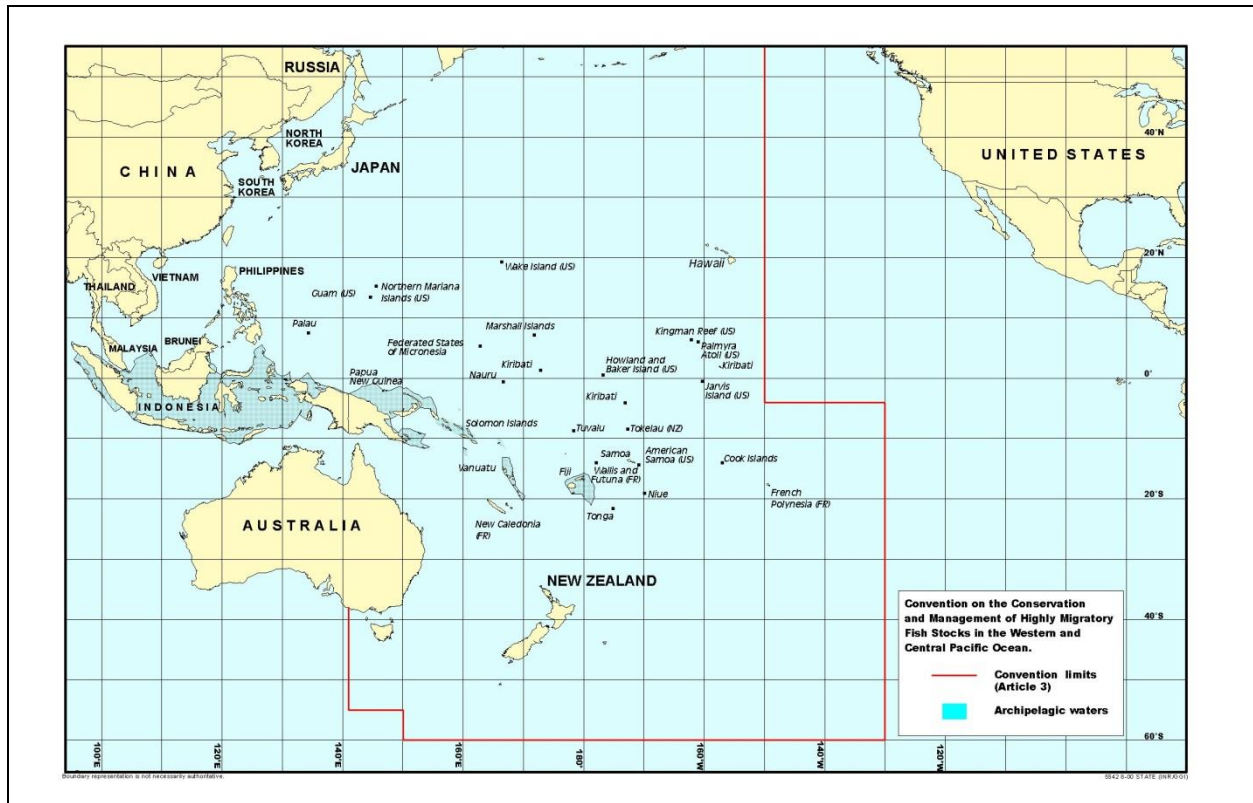 RUSSIA
NORTH
KOREA
40°N
CHINA
JAPAN
UNITED STATES
SOUTH
KOREA
20°N
Hawaii
Wake Island (US)
PHILIPPINES
VIETNAM
THAILAND
Guam (US)
Northern Mariana
Islands (US)
Palau
Marshall Islands
Kingman Reef (US)
BRUNEI
MALAYSIA
Federated States
of Micronesia
Palmyra
Atoll (US)
Kiribati
Howland and
Baker Island (US)
Kiribati
Papua
New Guinea
Nauru
0°
Jarvis
Island (US)
Kiribati
INDONESIA
Solomon Islands
Tuvalu
Tokelau (NZ)
Samoa
American
Samoa (US)
Cook Islands
Vanuatu
Fiji
Wallis and
Futuna (FR)
Niue
French
Polynesia (FR)
20°S
Tonga
AUSTRALIA
New Caledonia
(FR)
NEW ZEALAND
Convention on the Conservation
and Management of Highly Migratory
Fish Stocks in the Western and
Central Pacific Ocean.
40°S
Convention limits
(Article 3)
Archipelagic waters
60°S
100°E
120°E
140°E
160°E
180°
160°W
140°W
120°W
Boundary representation is not necessarily authoritative.